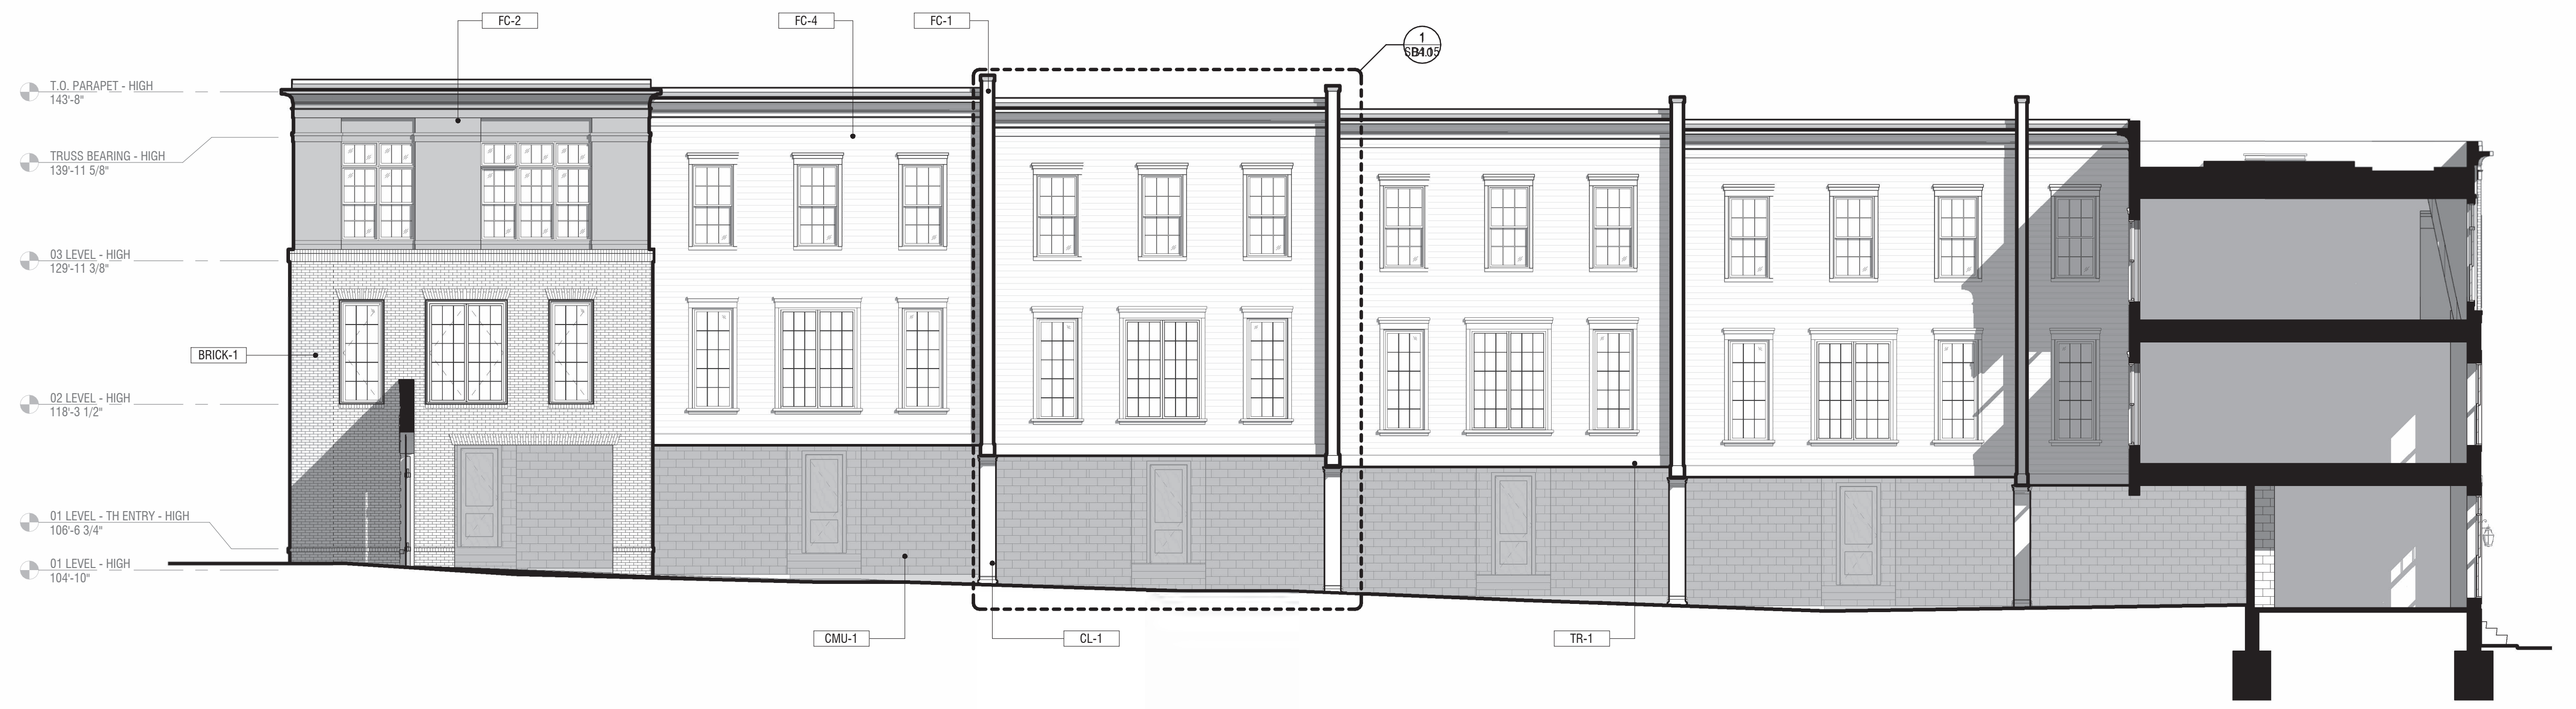 FC-2
FC-4
FC-1
1
T.O. PARAPET - HIGH
143'-8"
TRUSS BEARING - HIGH
139'-11 5/8"
03 LEVEL - HIGH
129'-11 3/8"
BRICK-1
02 LEVEL - HIGH
118'-3 1/2"
01 LEVEL - TH ENTRY - HIGH
106'-6 3/4"
01 LEVEL - HIGH
104'-10"
CMU-1
CL-1
TR-1